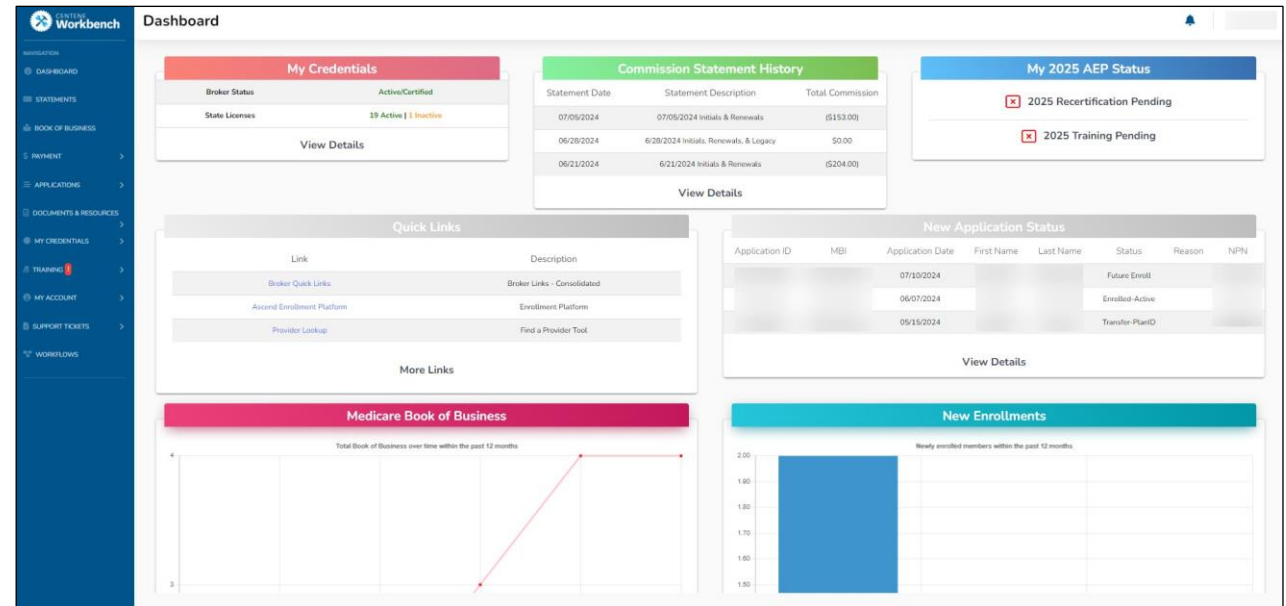 CENTENE
Workbench
Dashboard
NAVIGATION
DASHBOARD
STATEMENTS
BOOK OF BUSINESS
PAYMENT
APPLICATIONS
DOCUMENTS & RESOURCES
MY CREDENTIALS
TRAINING !
MY ACCOUNT
SUPPORT TICKETS
WORKFLOWS
My Credentials
Broker Status Active/Certified
State Licenses 19 Active | 1 Inactive
View Details
Commission Statement History
Statement Date Statement Description Total Commission
07/05/2024 07/05/2024 Initials & Renewals ($153.00)
06/28/2024 6/28/2024 Initials, Renewals, & Legacy $0.00
06/21/2024 6/21/2024 Initials & Renewals ($204.00)
View Details
My 2025 AEP Status
2025 Recertification Pending
2025 Training Pending
Quick Links
Link Description
Broker Quick Links Broker Links - Consolidated
Ascend Enrollment Platform Enrollment Platform
Provider Lookup Find a Provider Tool
More Links
New Application Status
Application ID MBI Application Date First Name Last Name Status Reason NPN
07/10/2024 Future Enroll
06/07/2024 Enrolled-Active
05/15/2024 Transfer-PlanID
View Details
Medicare Book of Business
Total Book of Business over time within the past 12 months
4
3
New Enrollments
Newly enrolled members within the past 12 months
2.00
1.90
1.80
1.70
1.60
1.50